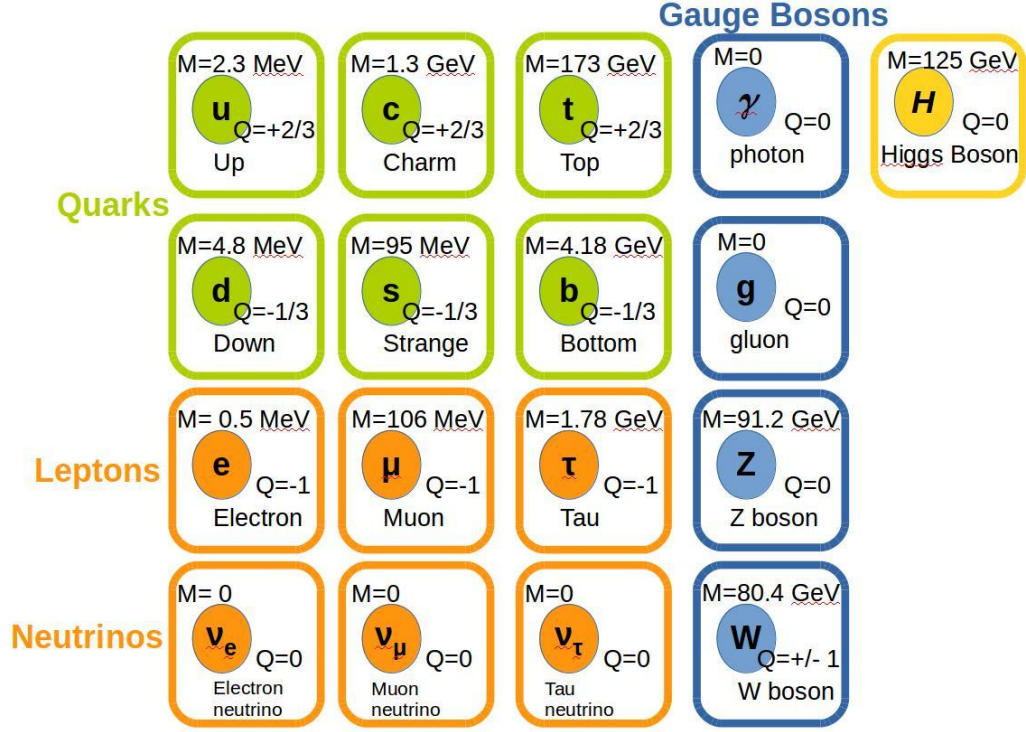 Gauge Bosons
M=2.3 MeV
u
Q=+2/3
Up
M=1.3 GeV
c
Q=+2/3
Charm
M=173 GeV
t
Q=+2/3
Top
M=0
γ
Q=0
photon
M=125 GeV
H
Q=0
Higgs Boson
Quarks
M=4.8 MeV
d
Q=-1/3
Down
M=95 MeV
s
Q=-1/3
Strange
M=4.18 GeV
b
Q=-1/3
Bottom
M=0
g
Q=0
gluon
Leptons
M= 0.5 MeV
e
Q=-1
Electron
M=106 MeV
μ
Q=-1
Muon
M=1.78 GeV
τ
Q=-1
Tau
M=91.2 GeV
Z
Q=0
Z boson
Neutrinos
M= 0
νe
Q=0
Electron
neutrino
M=0
νμ
Q=0
Muon
neutrino
M=0
ντ
Q=0
Tau
neutrino
M=80.4 GeV
W
Q=+/- 1
W boson